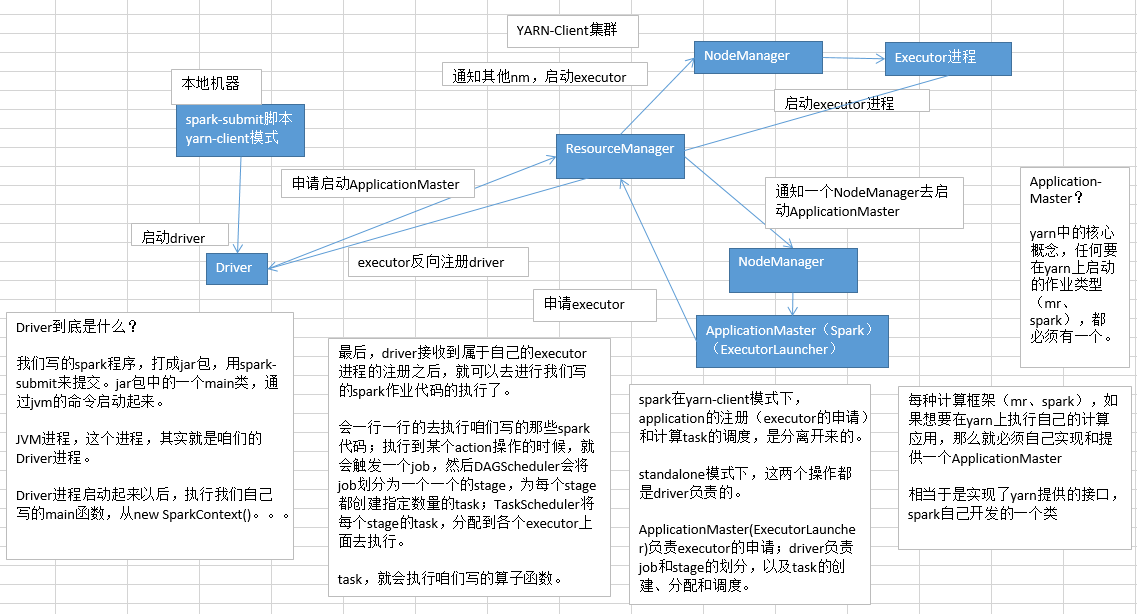 YARN-Client集群
通知其他nm，启动executor
NodeManager
Executor进程
本地机器
spark-submit脚本
yarn-client模式
启动executor进程
ResourceManager
申请启动ApplicationMaster
通知一个NodeManager去启
动ApplicationMaster
Application-
Master？
yarn中的核心
概念，任何要
在yarn上启动
的作业类型
（mr、
spark），都
必须有一个。
启动driver
Driver
executor反向注册driver
NodeManager
申请executor
ApplicationMaster（Spark）
（ExecutorLauncher）
Driver到底是什么？
我们写的spark程序，打成jar包，用spark-
submit来提交。jar包中的一个main类，通
过jvm的命令启动起来。
JVM进程，这个进程，其实就是咱们的
Driver进程。
Driver进程启动起来以后，执行我们自己
写的main函数，从new SparkContext()。。。
最后，driver接收到属于自己的executor
进程的注册之后，就可以去进行我们写
的spark作业代码的执行了。
会一行一行的去执行咱们写的那些spark
代码；执行到某个action操作的时候，就
会触发一个job，然后DAGScheduler会将
job划分为一个一个的stage，为每个stage
都创建指定数量的task；TaskScheduler将
每个stage的task，分配到各个executor上
面去执行。
task，就会执行咱们写的算子函数。
spark在yarn-client模式下，
application的注册（executor的申请）
和计算task的调度，是分离开来的。
standalone模式下，这两个操作都
是driver负责的。
ApplicationMaster(ExecutorLaunche
r)负责executor的申请；driver负责
job和stage的划分，以及task的创
建、分配和调度。
每种计算框架（mr、spark），如
果想要在yarn上执行自己的计算
应用，那么就必须自己实现和提
供一个ApplicationMaster
相当于是实现了yarn提供的接口，
spark自己开发的一个类